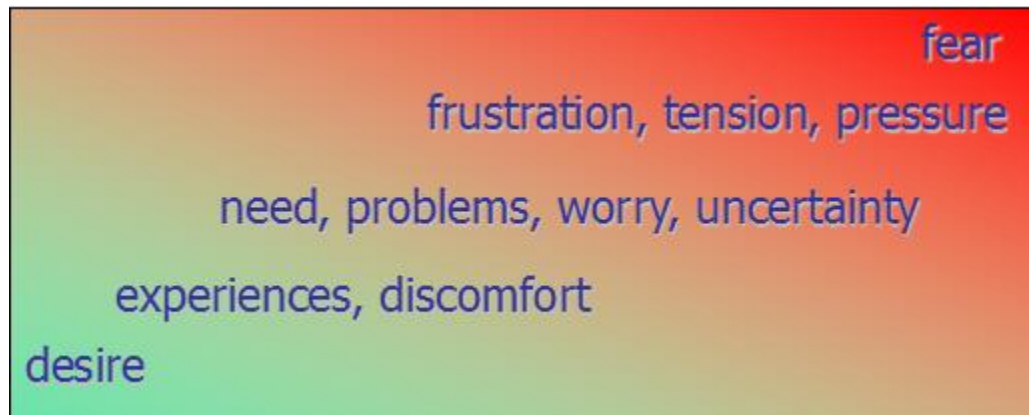 fear
frustration, tension, pressure
need, problems, worry, uncertainty
experiences, discomfort
desire